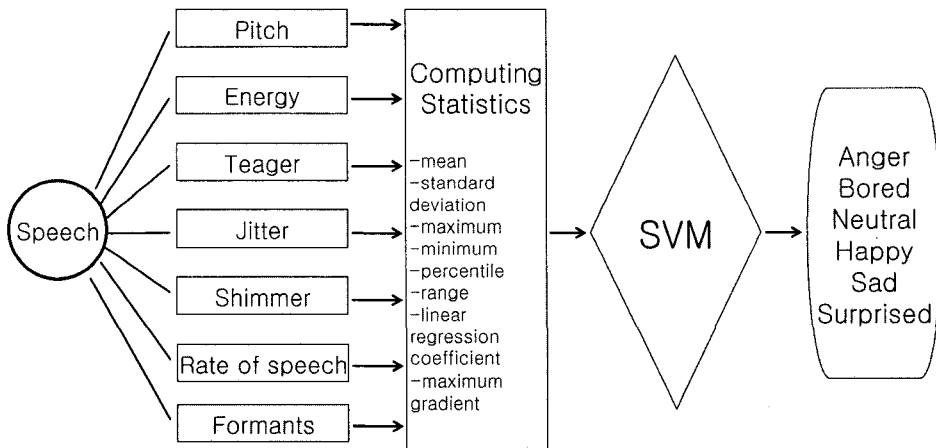 Speech
Pitch
Energy
Teager
Jitter
Shimmer
Rate of speech
Formants
Computing
Statistics
-mean
-standard
deviation
-maximum
-minimum
-percentile
-range
-linear
regression
coefficient
-maximum
gradient
SVM
Anger
Bored
Neutral
Happy
Sad
Surprised